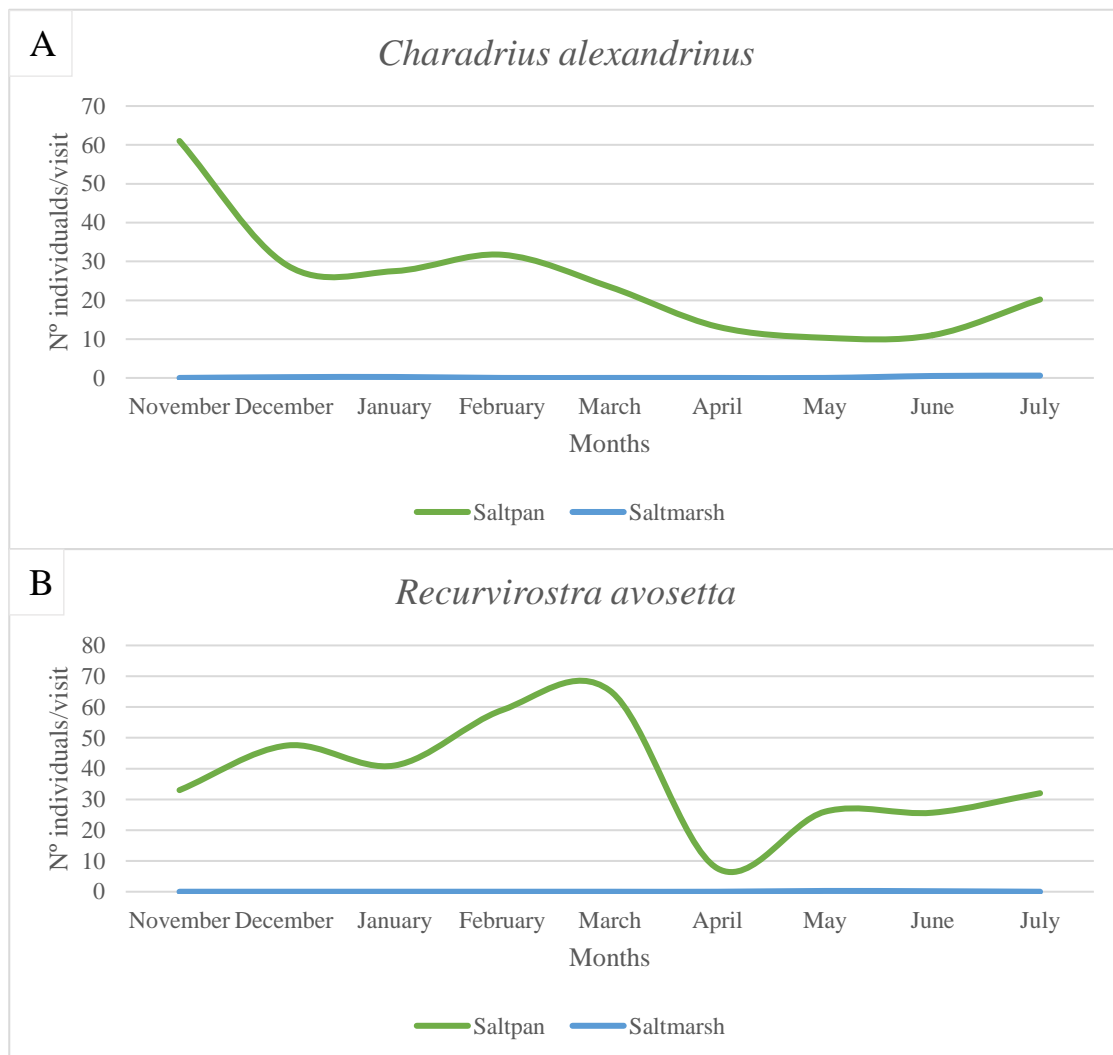 A
Charadrius alexandrinus
Nº individualds/visit
70
60
50
40
30
20
10
0
November December January February March April May June July
Months
Saltpan Saltmarsh
B
Recurvirostra avosetta
Nº individuals/visit
80
70
60
50
40
30
20
10
0
November December January February March April May June July
Months
Saltpan Saltmarsh